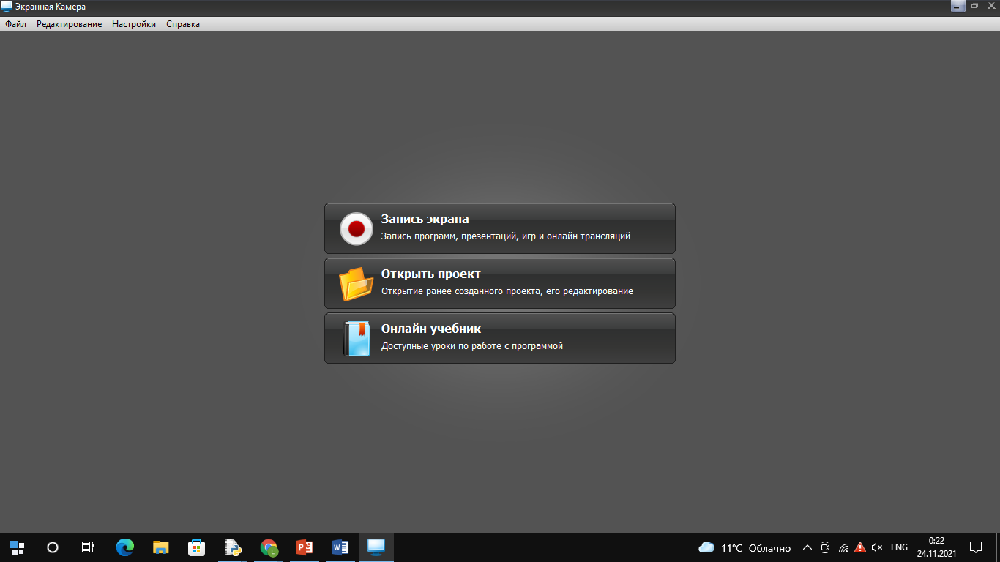 Экранная Камера
Файл Редактирование Настройки Справка
Запись экрана
Запись программ, презентаций, игр и онлайн трансляций
Открыть проект
Открытие ранее созданного проекта, его редактирование
Онлайн учебник
Доступные уроки по работе с программой
11°C Облачно
ENG
0:22
24.11.2021